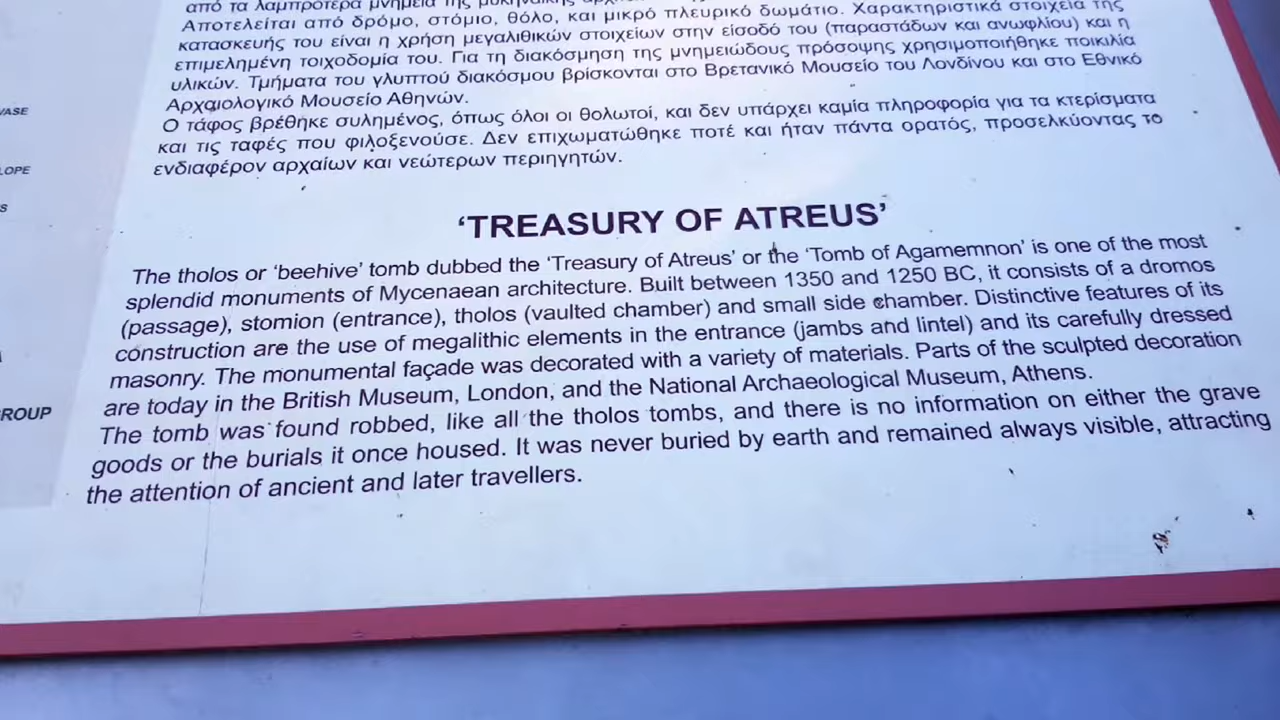 από τα λαμπρότερα μνημεία της μυκηναϊκής
Αποτελείται από δρόμο, στόμιο, θόλο, και μικρό πλευρικό δωμάτιο. Χαρακτηριστικά στοιχεία της
κατασκευής του είναι η χρήση μεγαλιθικών στοιχείων στην είσοδό του (παραστάδων και ανωφλίου) και η
επιμελημένη τοιχοδομία του. Για τη διακόσμηση της μνημειώδους πρόσοψης χρησιμοποιήθηκε ποικιλία
υλικών. Τμήματα του γλυπτού διακόσμου βρίσκονται στο Βρετανικό Μουσείο του Λονδίνου και στο Εθνικό
Αρχαιολογικό Μουσείο Αθηνών.
Ο τάφος βρέθηκε συλημένος, όπως όλοι οι θολωτοί, και δεν υπάρχει καμία πληροφορία για τα κτερίσματα
και τις ταφές που φιλοξενούσε. Δεν επιχωματώθηκε ποτέ και ήταν πάντα ορατός, προσελκύοντας το
ενδιαφέρον αρχαίων και νεώτερων περιηγητών.
VASE
LOPE
S
GROUP
‘TREASURY OF ATREUS’
The tholos or ‘beehive’ tomb dubbed the ‘Treasury of Atreus’ or the ‘Tomb of Agamemnon’ is one of the most
splendid monuments of Mycenaean architecture. Built between 1350 and 1250 BC, it consists of a dromos
(passage), stomion (entrance), tholos (vaulted chamber) and small side chamber. Distinctive features of its
construction are the use of megalithic elements in the entrance (jambs and lintel) and its carefully dressed
masonry. The monumental façade was decorated with a variety of materials. Parts of the sculpted decoration
are today in the British Museum, London, and the National Archaeological Museum, Athens.
The tomb was found robbed, like all the tholos tombs, and there is no information on either the grave
goods or the burials it once housed. It was never buried by earth and remained always visible, attracting
the attention of ancient and later travellers.